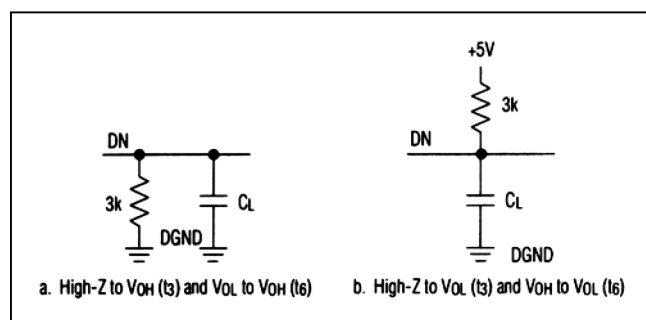 DN
3k
CL
DGND
a. High-Z to VOH (t3) and VOL to VOH (t6)
+5V
3k
DN
CL
DGND
b. High-Z to VOL (t3) and VOH to VOL (t6)